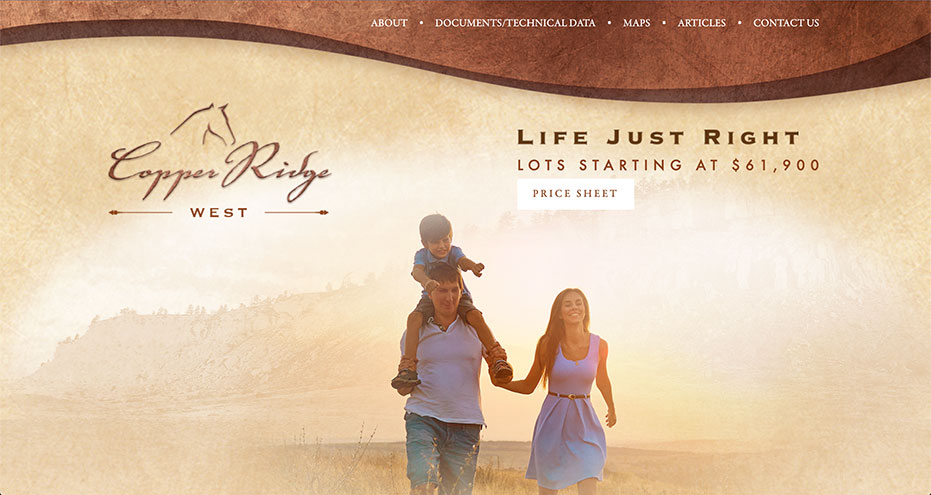 ABOUT • DOCUMENTS/TECHNICAL DATA • MAPS • ARTICLES • CONTACT US
Copper Ridge
WEST
LIFE JUST RIGHT
LOTS STARTING AT $61,900
PRICE SHEET